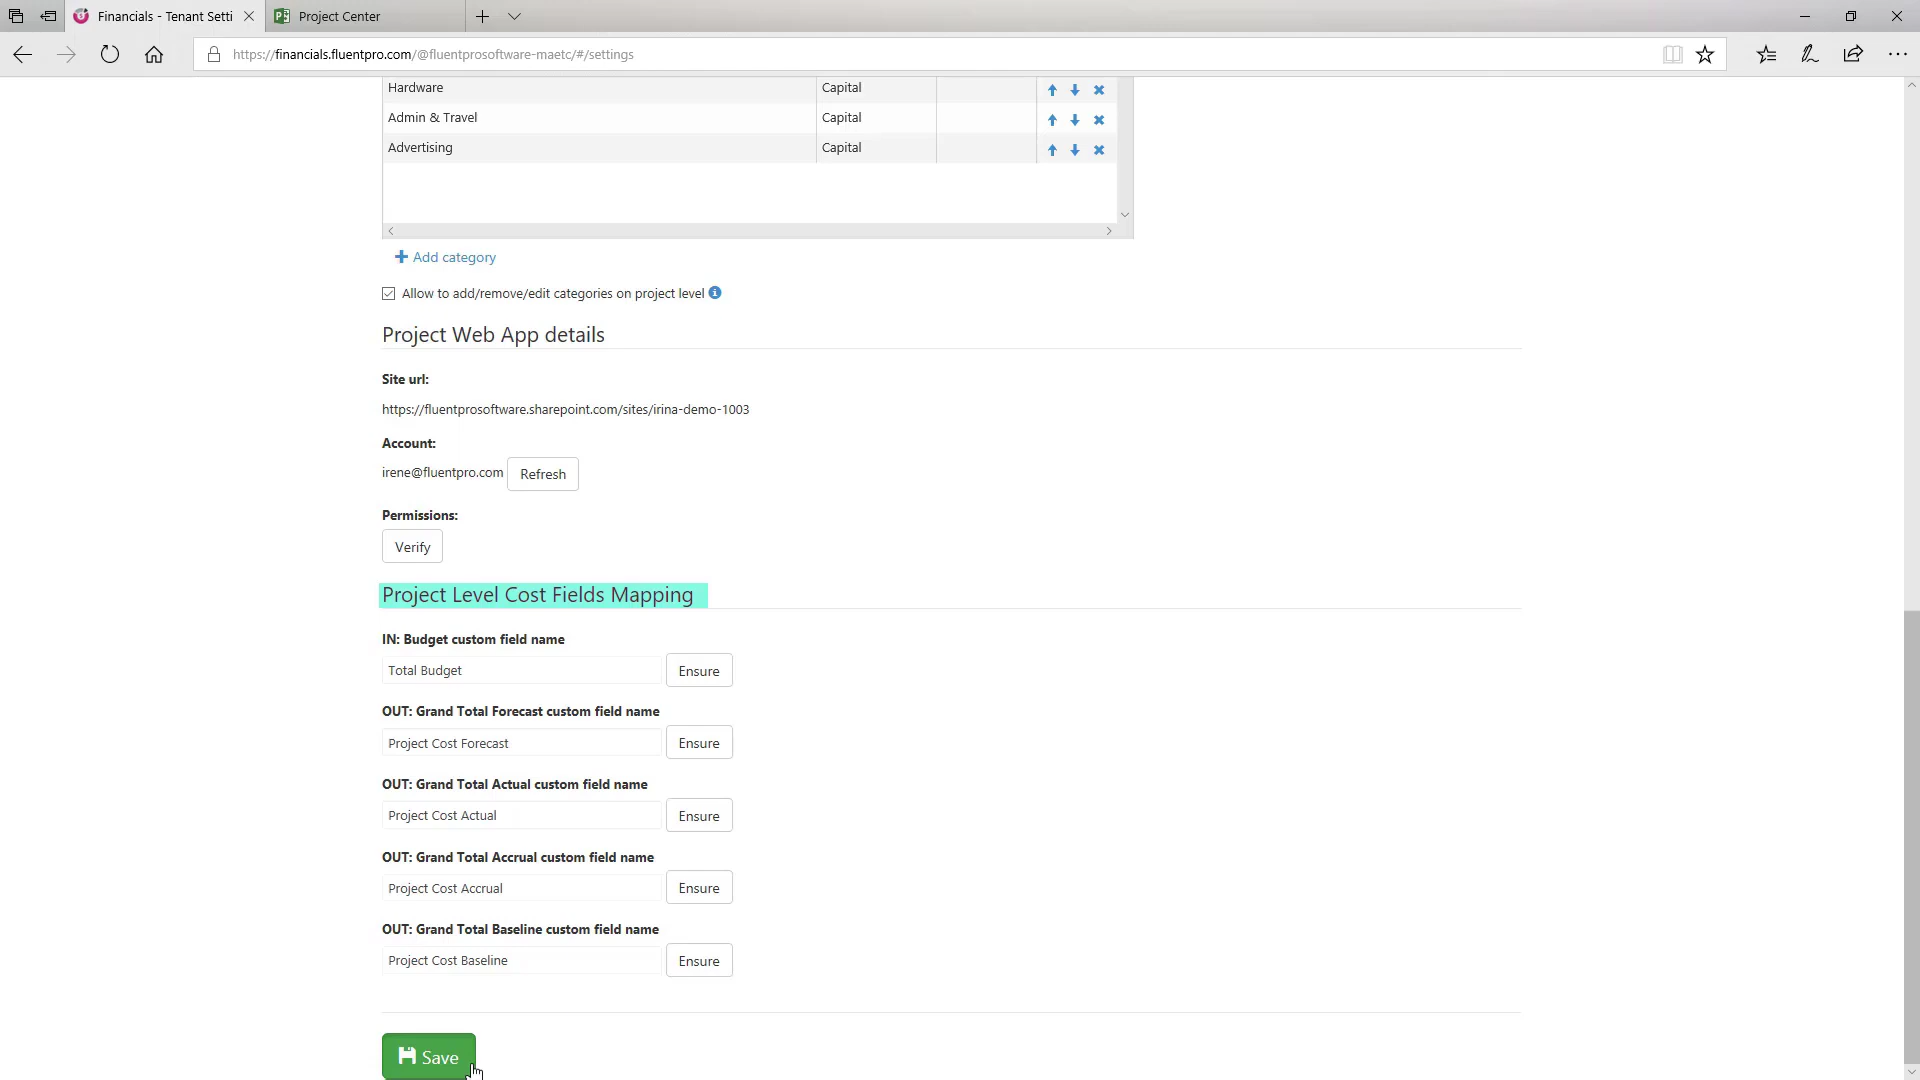 Financials - Tenant Setti
Project Center
https://financials.fluentpro.com/@fluentprosoftware-maetc/#/settings
Hardware Capital
Admin & Travel Capital
Advertising Capital
Add category
Allow to add/remove/edit categories on project level
Project Web App details
Site url:
https://fluentprosoftware.sharepoint.com/sites/irina-demo-1003
Account:
irene@fluentpro.com Refresh
Permissions:
Verify
Project Level Cost Fields Mapping
IN: Budget custom field name
Total Budget Ensure
OUT: Grand Total Forecast custom field name
Project Cost Forecast Ensure
OUT: Grand Total Actual custom field name
Project Cost Actual Ensure
OUT: Grand Total Accrual custom field name
Project Cost Accrual Ensure
OUT: Grand Total Baseline custom field name
Project Cost Baseline Ensure
Save